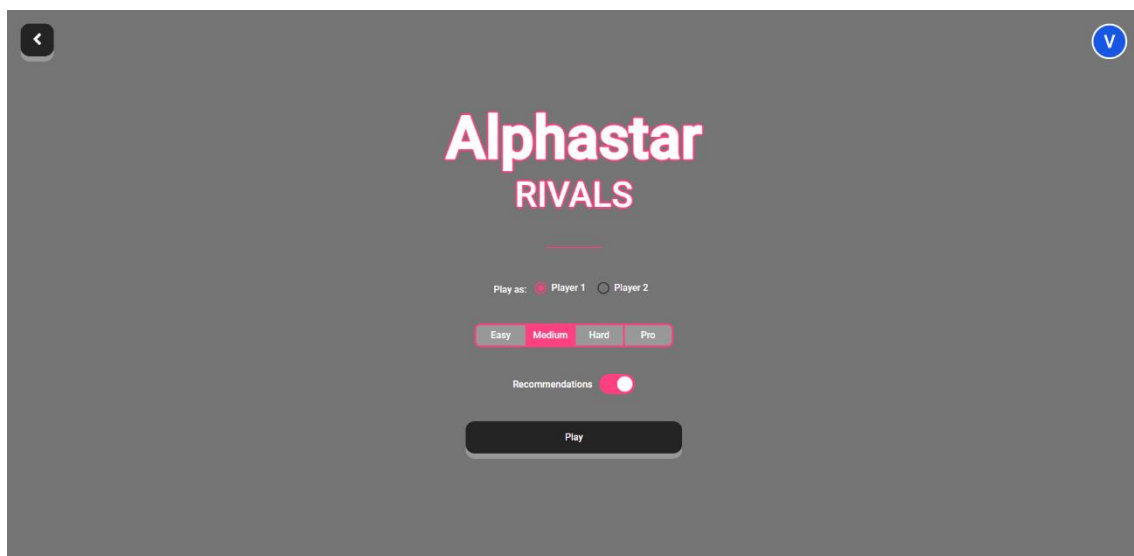 V
Alphastar
RIVALS
Play as: Player 1 Player 2
Easy Medium Hard Pro
Recommendations
Play